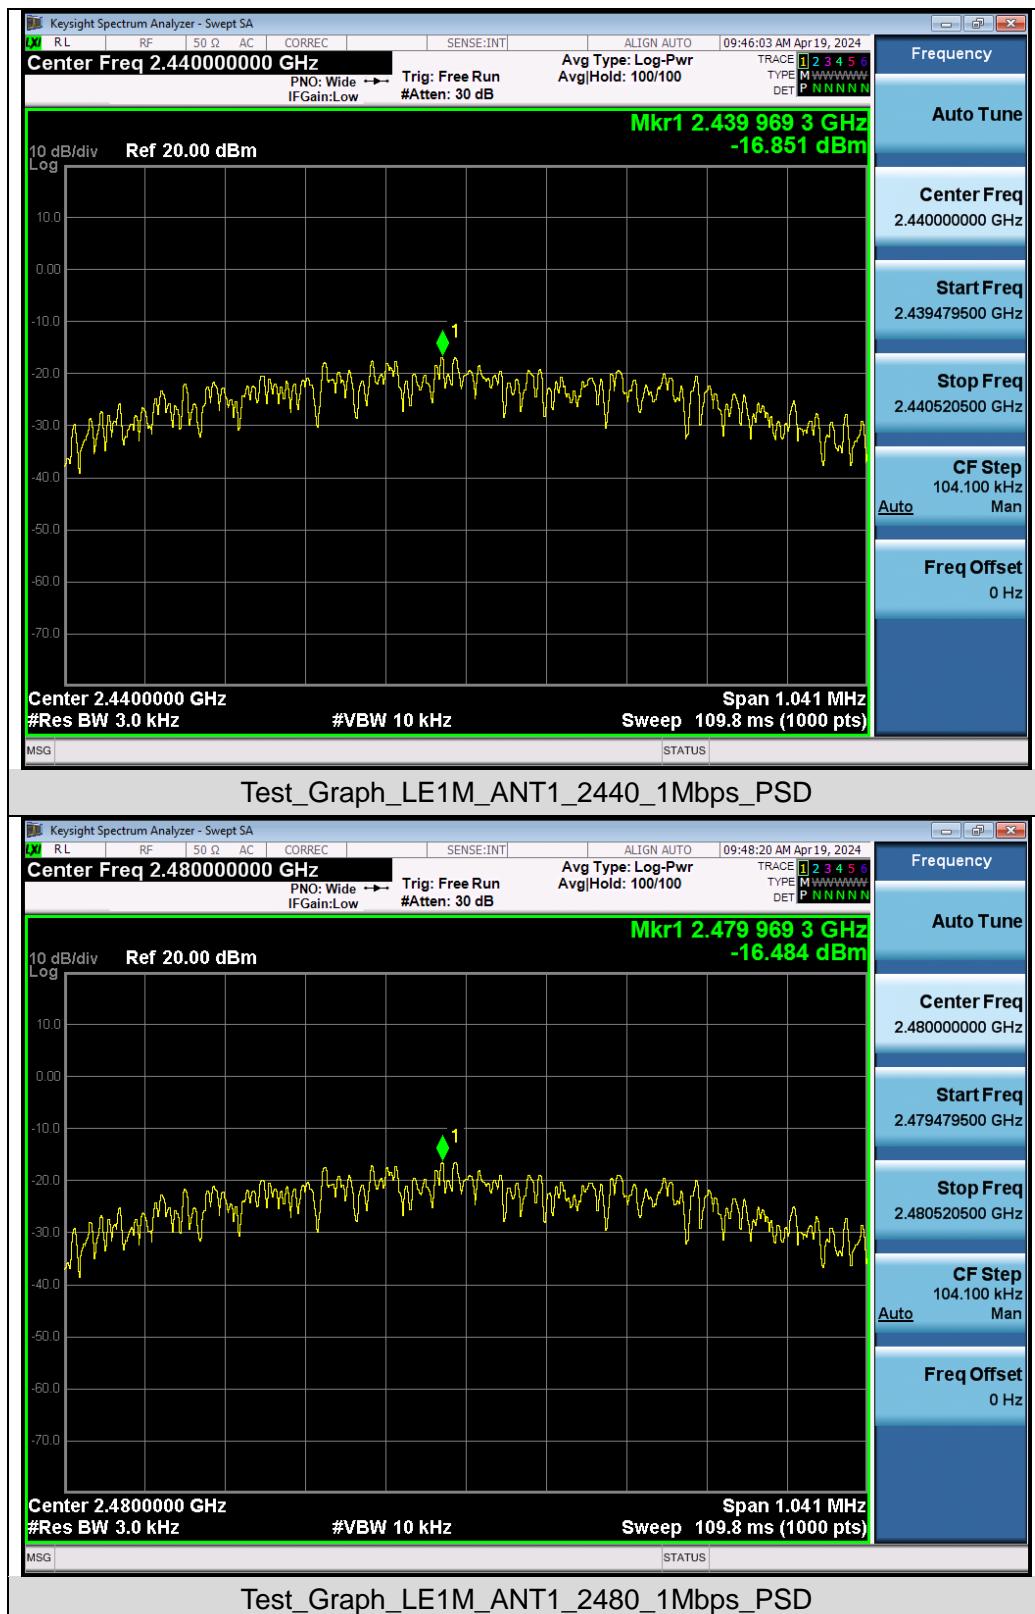 Keysight Spectrum Analyzer - Swept SA
LXI RL RF 50 Ω AC CORREC SENSE:INT ALIGN AUTO 09:46:03 AM Apr 19, 2024
Center Freq 2.440000000 GHz
PNO: Wide
IFGain:Low
Trig: Free Run
#Atten: 30 dB
Avg Type: Log-Pwr
Avg|Hold: 100/100
TRACE 1 2 3 4 5 6
TYPE M WWWWW
DET P N N N N N
Mkr1 2.439 969 3 GHz
-16.851 dBm
10 dB/div Ref 20.00 dBm
Log
10.0
0.00
-10.0
1
-20.0
-30.0
-40.0
-50.0
-60.0
-70.0
Center 2.4400000 GHz Span 1.041 MHz
#Res BW 3.0 kHz #VBW 10 kHz Sweep 109.8 ms (1000 pts)
MSG STATUS
Frequency
Auto Tune
Center Freq
2.440000000 GHz
Start Freq
2.439479500 GHz
Stop Freq
2.440520500 GHz
CF Step
104.100 kHz
Auto Man
Freq Offset
0 Hz
Test_Graph_LE1M_ANT1_2440_1Mbps_PSD
Keysight Spectrum Analyzer - Swept SA
LXI RL RF 50 Ω AC CORREC SENSE:INT ALIGN AUTO 09:48:20 AM Apr 19, 2024
Center Freq 2.480000000 GHz
PNO: Wide
IFGain:Low
Trig: Free Run
#Atten: 30 dB
Avg Type: Log-Pwr
Avg|Hold: 100/100
TRACE 1 2 3 4 5 6
TYPE M WWWWW
DET P N N N N N
Mkr1 2.479 969 3 GHz
-16.484 dBm
10 dB/div Ref 20.00 dBm
Log
10.0
0.00
-10.0
1
-20.0
-30.0
-40.0
-50.0
-60.0
-70.0
Center 2.4800000 GHz Span 1.041 MHz
#Res BW 3.0 kHz #VBW 10 kHz Sweep 109.8 ms (1000 pts)
MSG STATUS
Frequency
Auto Tune
Center Freq
2.480000000 GHz
Start Freq
2.479479500 GHz
Stop Freq
2.480520500 GHz
CF Step
104.100 kHz
Auto Man
Freq Offset
0 Hz
Test_Graph_LE1M_ANT1_2480_1Mbps_PSD